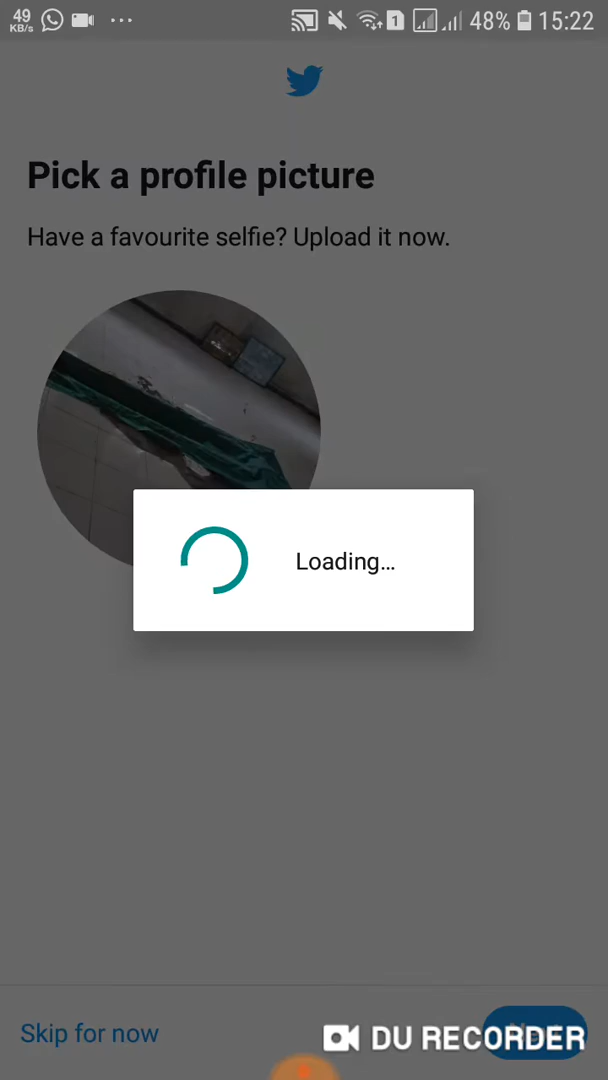 49 KB/s 1 48% 15:22
Pick a profile picture
Have a favourite selfie? Upload it now.
Loading...
Skip for now
DU RECORDER